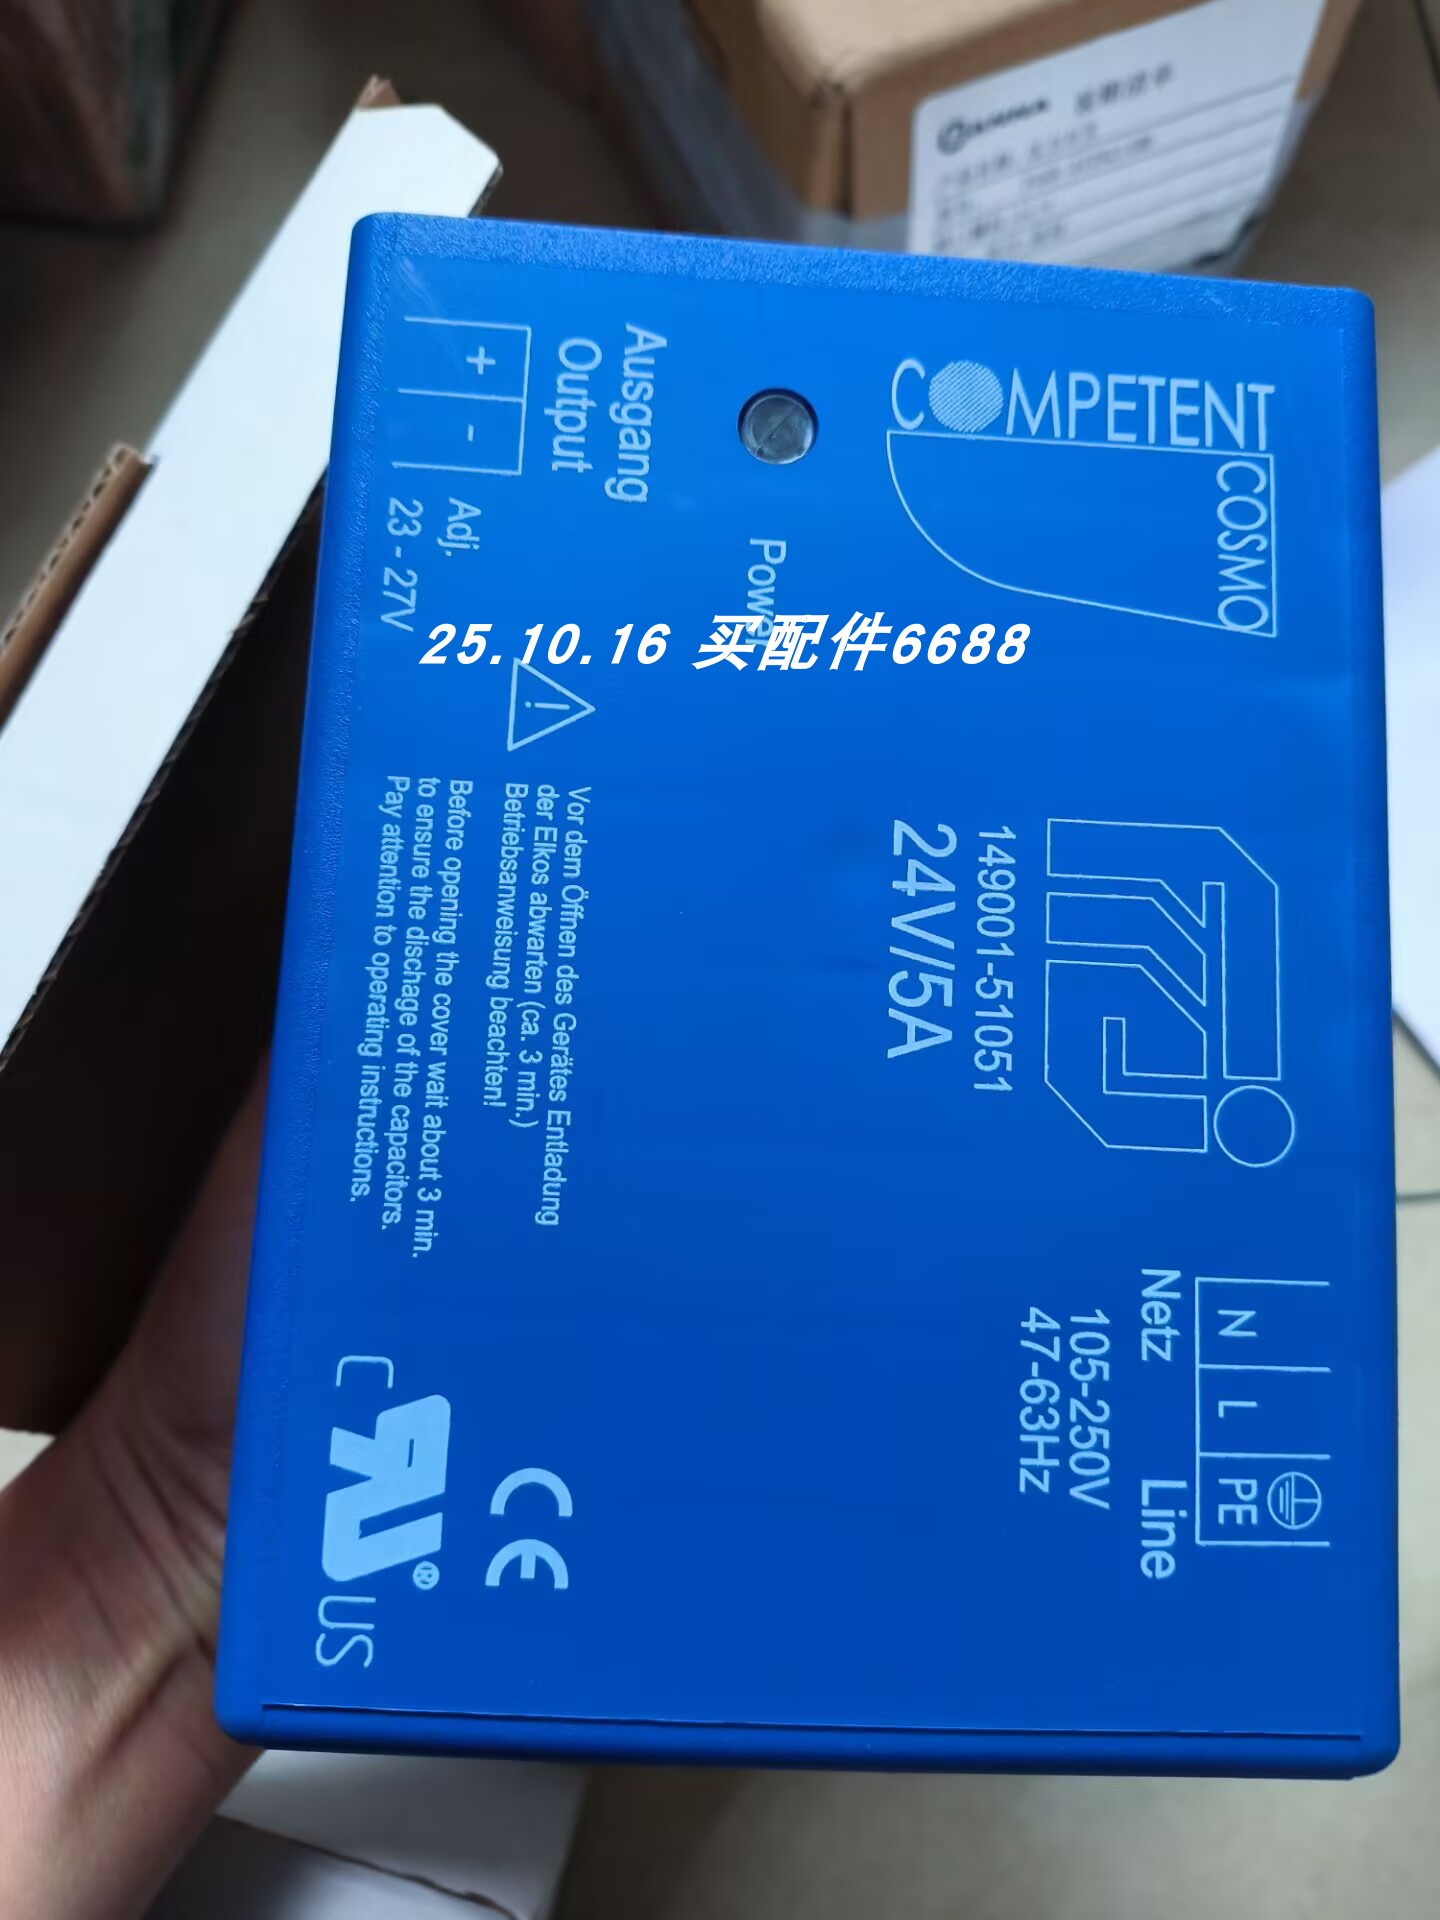 COMPETENT
COSMO
149001-51051
24V/5A
N L PE
Netz Line
105-250V
47-63Hz
Power
Ausgang
Output
+ -
Adj.
23 - 27V
25.10.16 买配件6688
Vor dem Öffnen des Gerätes Entladung
der Elkos abwarten (ca. 3 min.)
Betriebsanweisung beachten!
Before opening the cover wait about 3 min.
to ensure the dischage of the capacitors.
Pay attention to operating instructions.
CE
C UL ® US